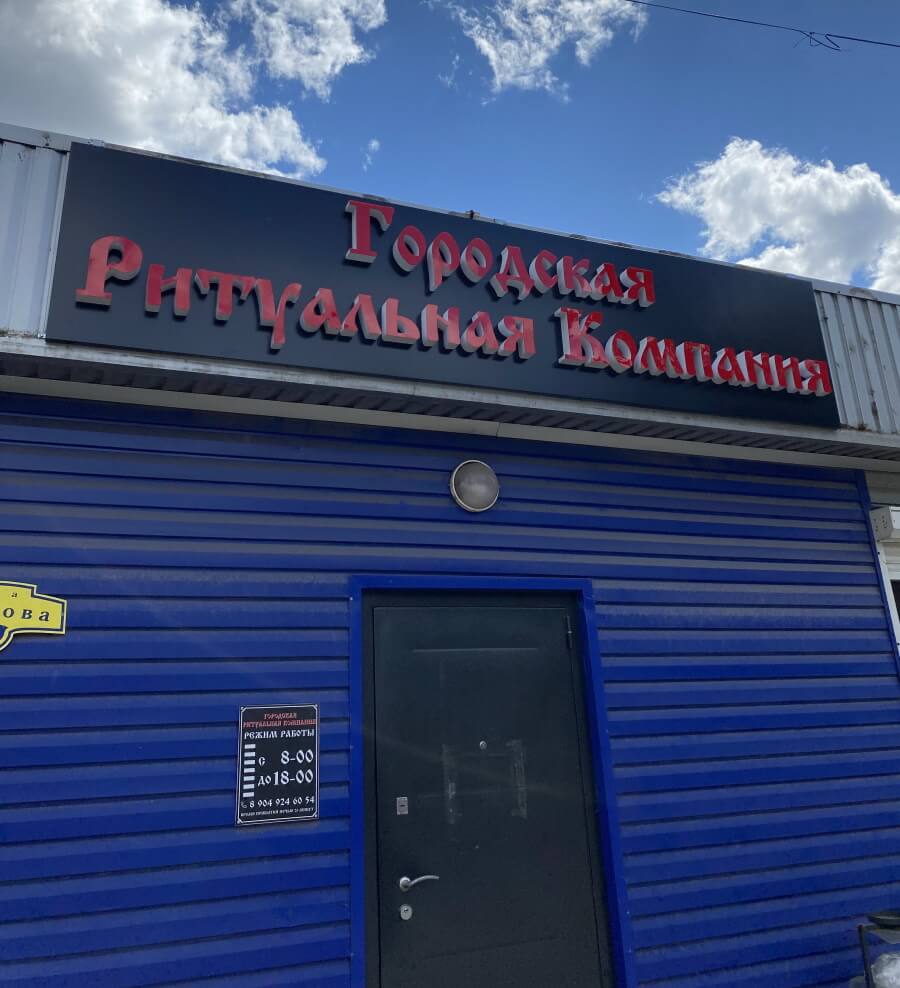 Городская
Ритуальная Компания
а
ова
ГОРОДСКАЯ
РИТУАЛЬНАЯ КОМПАНИЯ
РЕЖИМ РАБОТЫ
С 8-00
ДО 18-00
8 904 924 60 54